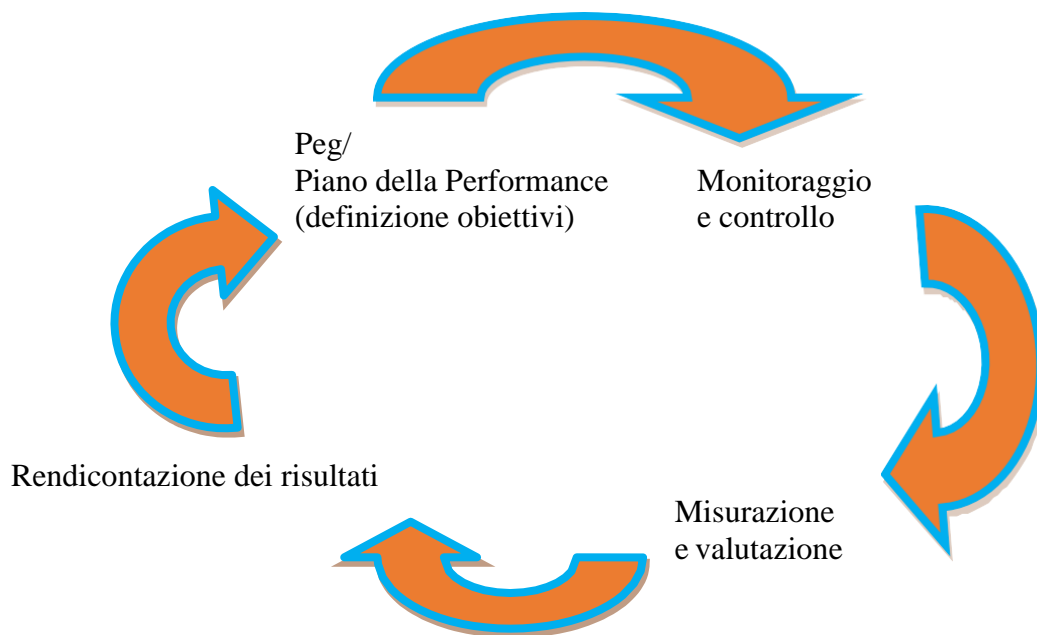 Peg/
Piano della Performance
(definizione obiettivi)
Monitoraggio
e controllo
Misurazione
e valutazione
Rendicontazione dei risultati